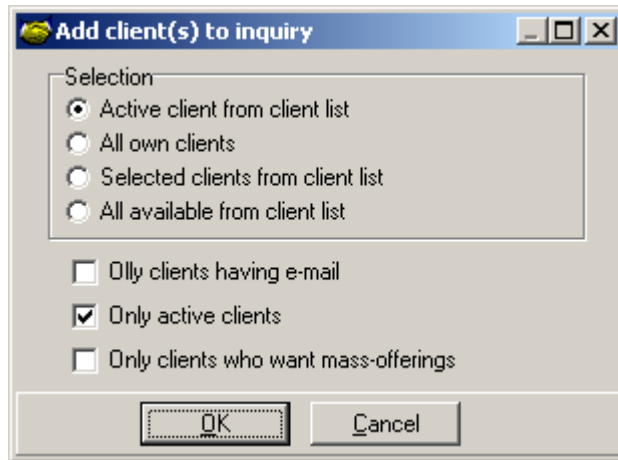 Add client(s) to inquiry
Selection
Active client from client list
All own clients
Selected clients from client list
All available from client list
Olly clients having e-mail
Only active clients
Only clients who want mass-offerings
OK
Cancel